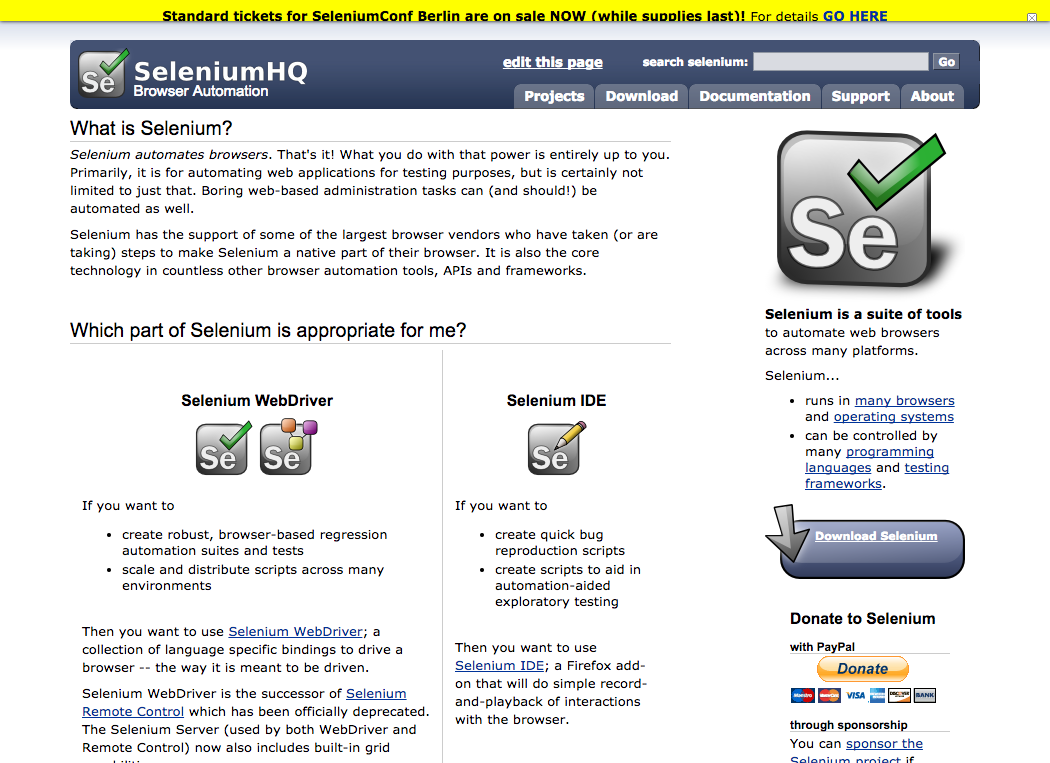 Standard tickets for SeleniumConf Berlin are on sale NOW (while supplies last)! For details GO HERE
Se
SeleniumHQ
Browser Automation
edit this page
search selenium:
Go
Projects
Download
Documentation
Support
About
What is Selenium?
Selenium automates browsers. That's it! What you do with that power is entirely up to you.
Primarily, it is for automating web applications for testing purposes, but is certainly not
limited to just that. Boring web-based administration tasks can (and should!) be
automated as well.
Selenium has the support of some of the largest browser vendors who have taken (or are
taking) steps to make Selenium a native part of their browser. It is also the core
technology in countless other browser automation tools, APIs and frameworks.
Which part of Selenium is appropriate for me?
Selenium WebDriver
Se
Se
If you want to
• create robust, browser-based regression
automation suites and tests
• scale and distribute scripts across many
environments
Then you want to use Selenium WebDriver; a
collection of language specific bindings to drive a
browser -- the way it is meant to be driven.
Selenium WebDriver is the successor of Selenium
Remote Control which has been officially deprecated.
The Selenium Server (used by both WebDriver and
Remote Control) now also includes built-in grid
Selenium IDE
Se
If you want to
• create quick bug
reproduction scripts
• create scripts to aid in
automation-aided
exploratory testing
Then you want to use
Selenium IDE; a Firefox add-
on that will do simple record-
and-playback of interactions
with the browser.
Se
Selenium is a suite of tools
to automate web browsers
across many platforms.
Selenium...
• runs in many browsers
and operating systems
• can be controlled by
many programming
languages and testing
frameworks.
Download Selenium
Donate to Selenium
with PayPal
Donate
Maestro
MasterCard
VISA
DISCOVER
BANK
through sponsorship
You can sponsor the
Selenium project if